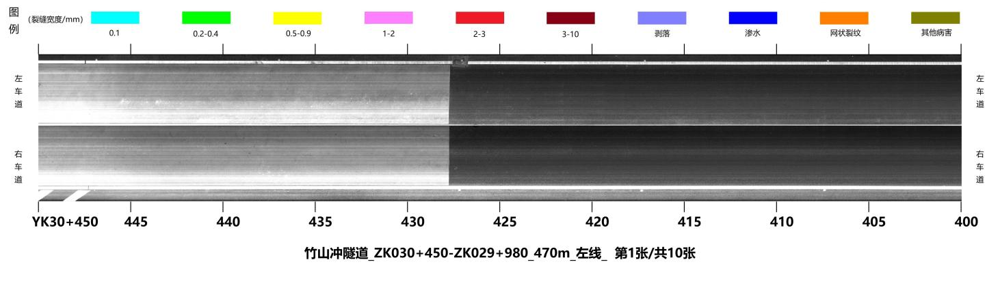 图例 (裂缝宽度/mm) 0.1 0.2-0.4 0.5-0.9 1-2 2-3 3-10 剥落 渗水 网状裂纹 其他病害
左车道 左车道
右车道 右车道
YK30+450 445 440 435 430 425 420 415 410 405 400
竹山冲隧道_ZK030+450-ZK029+980_470m_左线_ 第1张/共10张